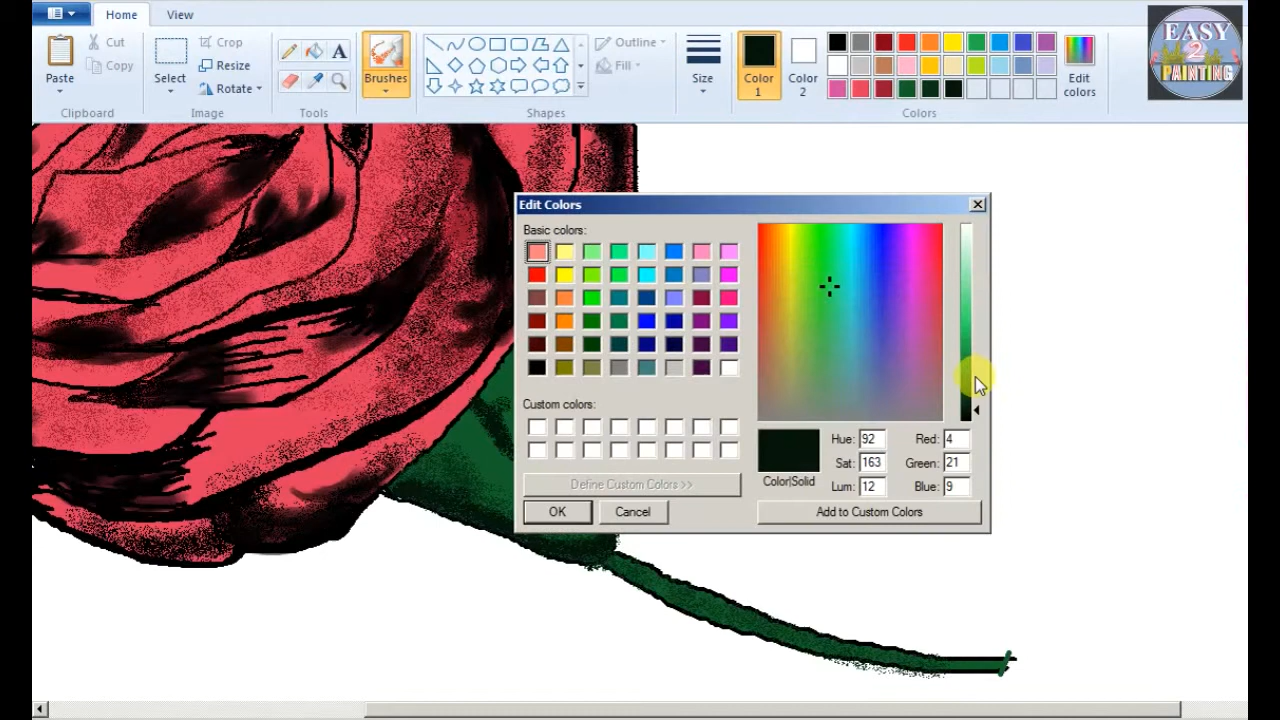 Home View
EASY
2
PAINTING
Paste
Cut
Copy
Clipboard
Select
Crop
Resize
Rotate
Image
A
Tools
Brushes
Outline
Fill
Shapes
Size
Color
1
Color
2
Edit
colors
Colors
Edit Colors
Basic colors:
Custom colors:
Define Custom Colors >>
OK Cancel
Color|Solid
Hue: 92 Red: 4
Sat: 163 Green: 21
Lum: 12 Blue: 9
Add to Custom Colors